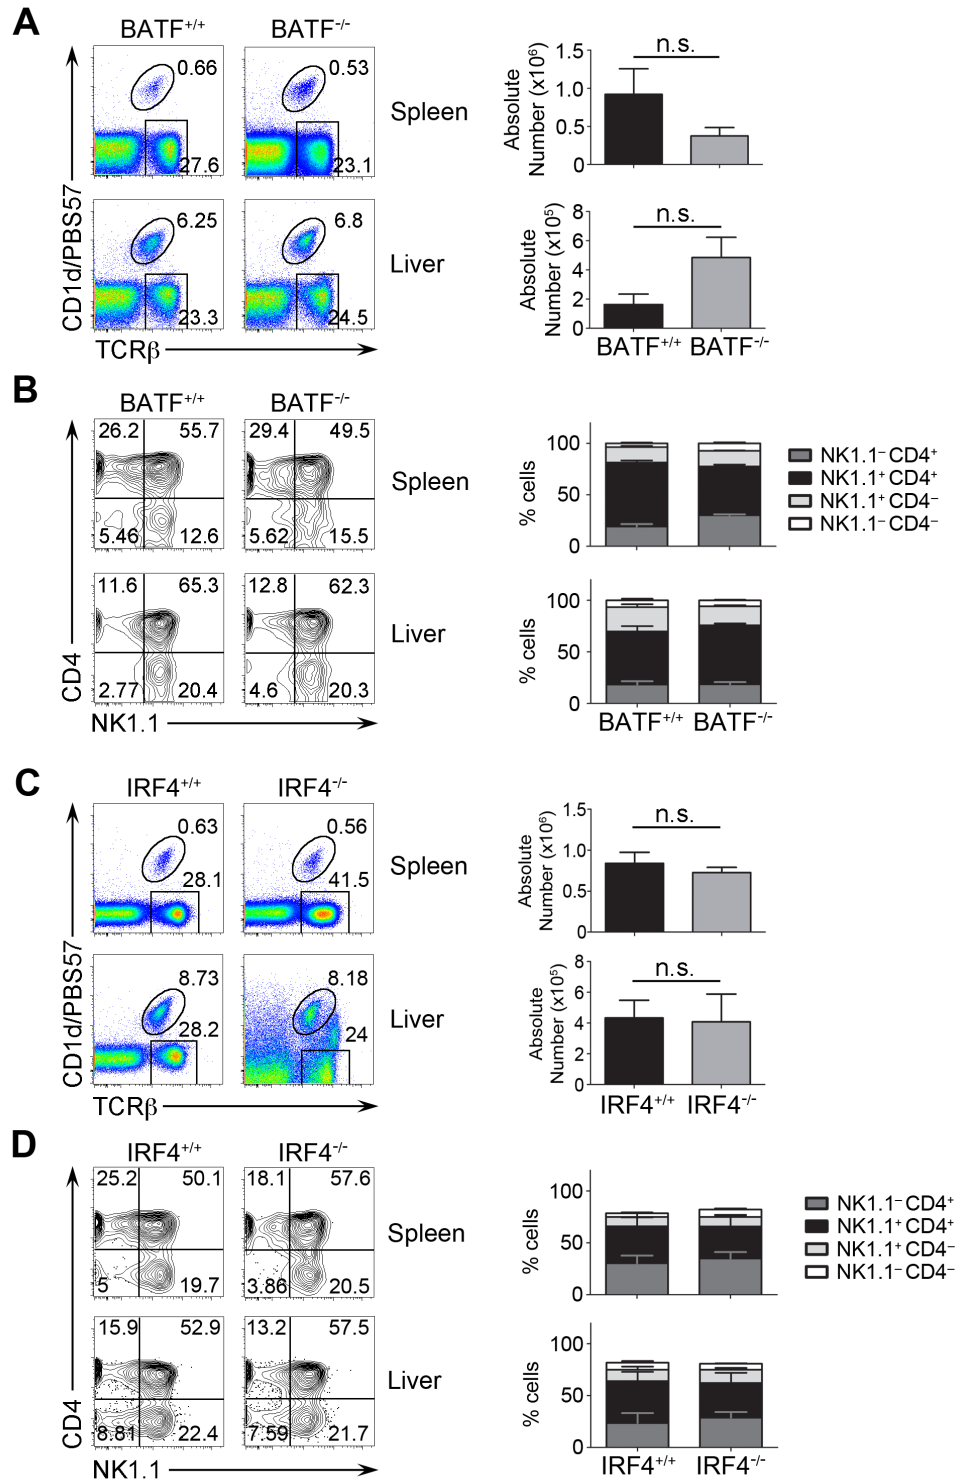 A
BATF+/+ BATF-/-
0.66 0.53
27.6 23.1
Spleen
6.25 6.8
23.3 24.5
Liver
CD1d/PBS57
TCRβ
n.s.
Absolute
Number (x10⁶)
1.5
1.0
0.5
0
n.s.
Absolute
Number (x10⁵)
8
6
4
2
0
BATF+/+ BATF-/-
B
BATF+/+ BATF-/-
26.2 55.7 29.4 49.5
5.46 12.6 5.62 15.5
Spleen
11.6 65.3 12.8 62.3
2.77 20.4 4.6 20.3
Liver
CD4
NK1.1
% cells
100
50
0
NK1.1⁻ CD4⁺
NK1.1⁺ CD4⁺
NK1.1⁺ CD4⁻
NK1.1⁻ CD4⁻
% cells
100
50
0
BATF+/+ BATF-/-
C
IRF4+/+ IRF4-/-
0.63 0.56
28.1 41.5
Spleen
8.73 8.18
28.2 24
Liver
CD1d/PBS57
TCRβ
n.s.
Absolute
Number (x10⁶)
1.5
1.0
0.5
0
n.s.
Absolute
Number (x10⁵)
8
6
4
2
0
IRF4+/+ IRF4-/-
D
IRF4+/+ IRF4-/-
25.2 50.1 18.1 57.6
5 19.7 3.86 20.5
Spleen
15.9 52.9 13.2 57.5
8.81 22.4 7.59 21.7
Liver
CD4
NK1.1
% cells
100
50
0
NK1.1⁻ CD4⁺
NK1.1⁺ CD4⁺
NK1.1⁺ CD4⁻
NK1.1⁻ CD4⁻
% cells
100
50
0
IRF4+/+ IRF4-/-